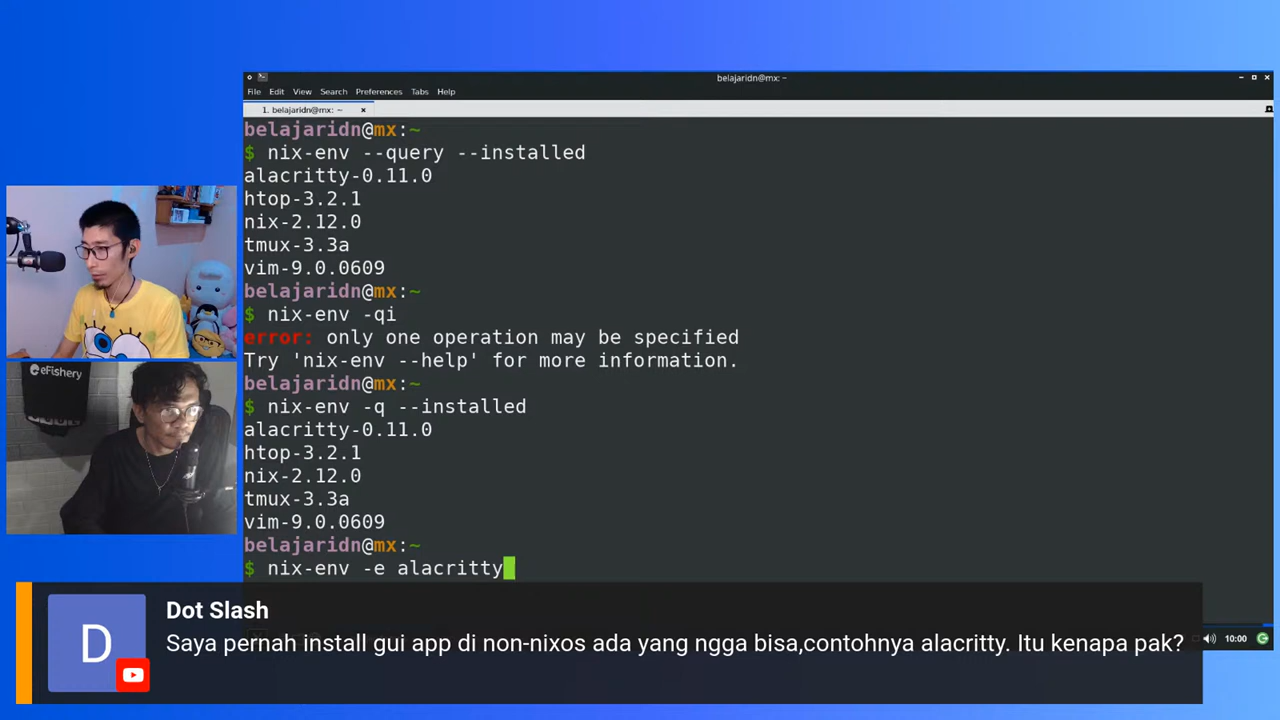 belajaridn@mx: ~
File Edit View Search Preferences Tabs Help
1. belajaridn@mx: ~ ×
belajaridn@mx:~
$ nix-env --query --installed
alacritty-0.11.0
htop-3.2.1
nix-2.12.0
tmux-3.3a
vim-9.0.0609
belajaridn@mx:~
$ nix-env -qi
error: only one operation may be specified
Try 'nix-env --help' for more information.
belajaridn@mx:~
$ nix-env -q --installed
alacritty-0.11.0
htop-3.2.1
nix-2.12.0
tmux-3.3a
vim-9.0.0609
belajaridn@mx:~
$ nix-env -e alacritty
eFishery
10:00
D
Dot Slash
Saya pernah install gui app di non-nixos ada yang ngga bisa,contohnya alacritty. Itu kenapa pak?